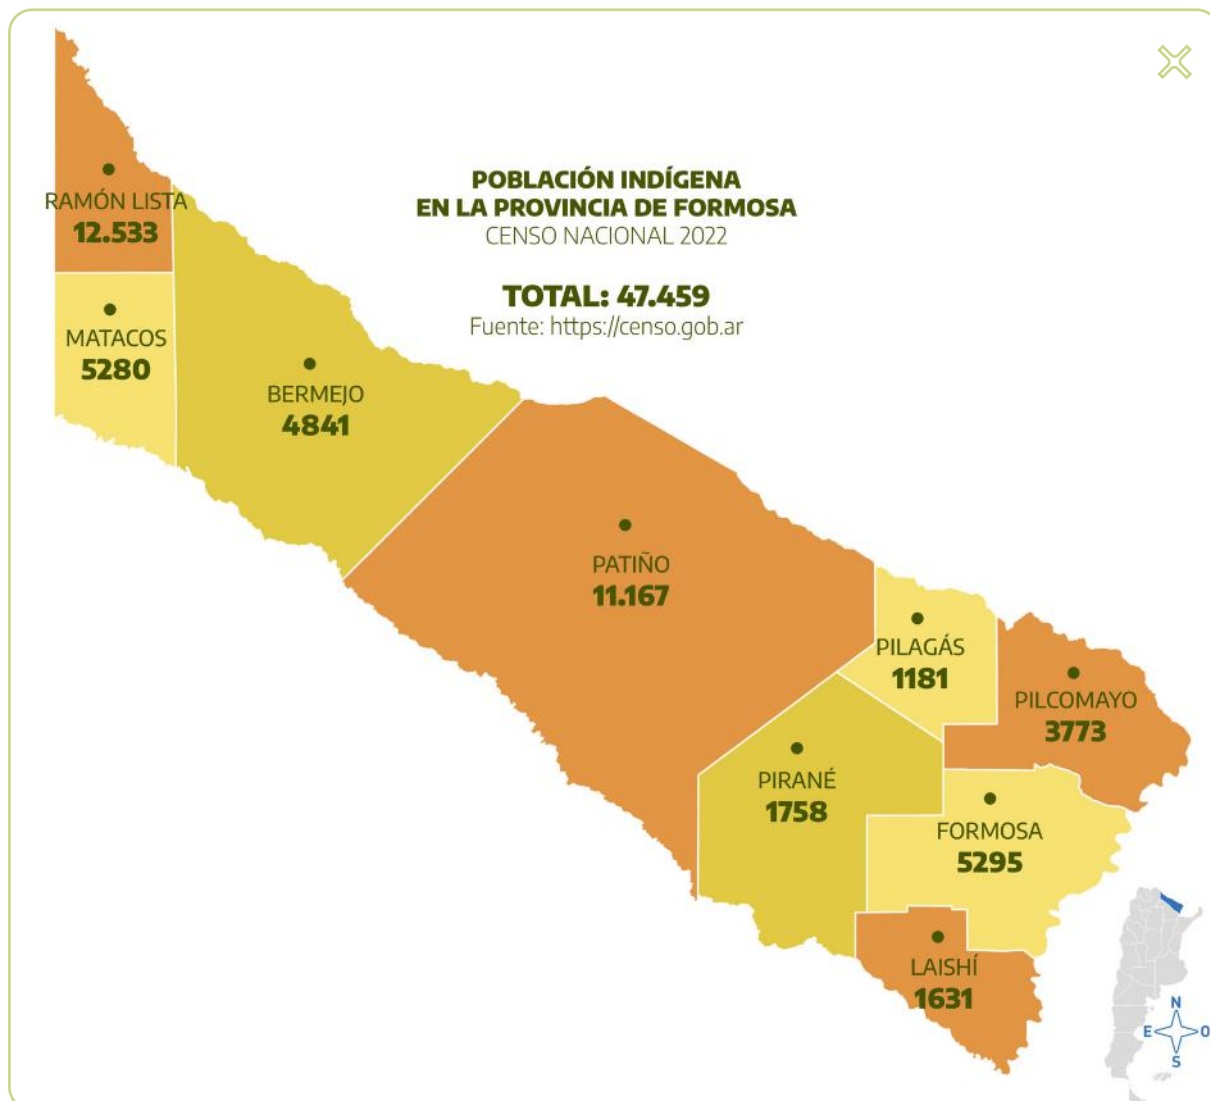 POBLACIÓN INDÍGENA
EN LA PROVINCIA DE FORMOSA
CENSO NACIONAL 2022
TOTAL: 47.459
Fuente: https://censo.gob.ar
RAMÓN LISTA
12.533
MATACOS
5280
BERMEJO
4841
PATIÑO
11.167
PILAGÁS
1181
PILCOMAYO
3773
PIRANÉ
1758
FORMOSA
5295
LAISHÍ
1631
N
E
O
S